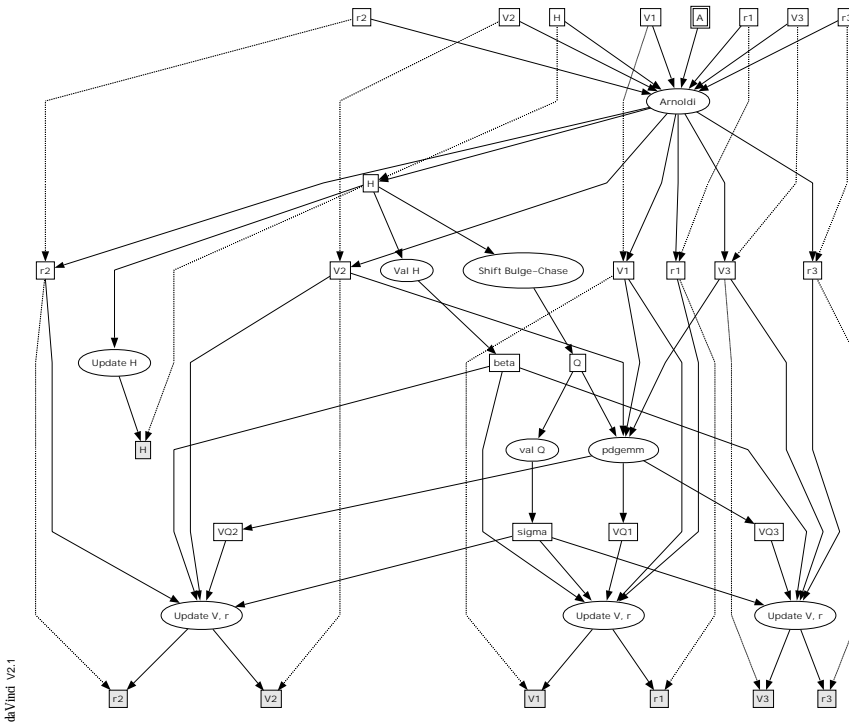 r2 V2 H V1 A r1 V3 r3
Arnoldi
H
r2 V2 Val H Shift Bulge-Chase V1 r1 V3 r3
Update H beta Q
H val Q pdgemm
VQ2 sigma VQ1 VQ3
Update V, r Update V, r Update V, r
r2 V2 V1 r1 V3 r3
daVinci V2.1